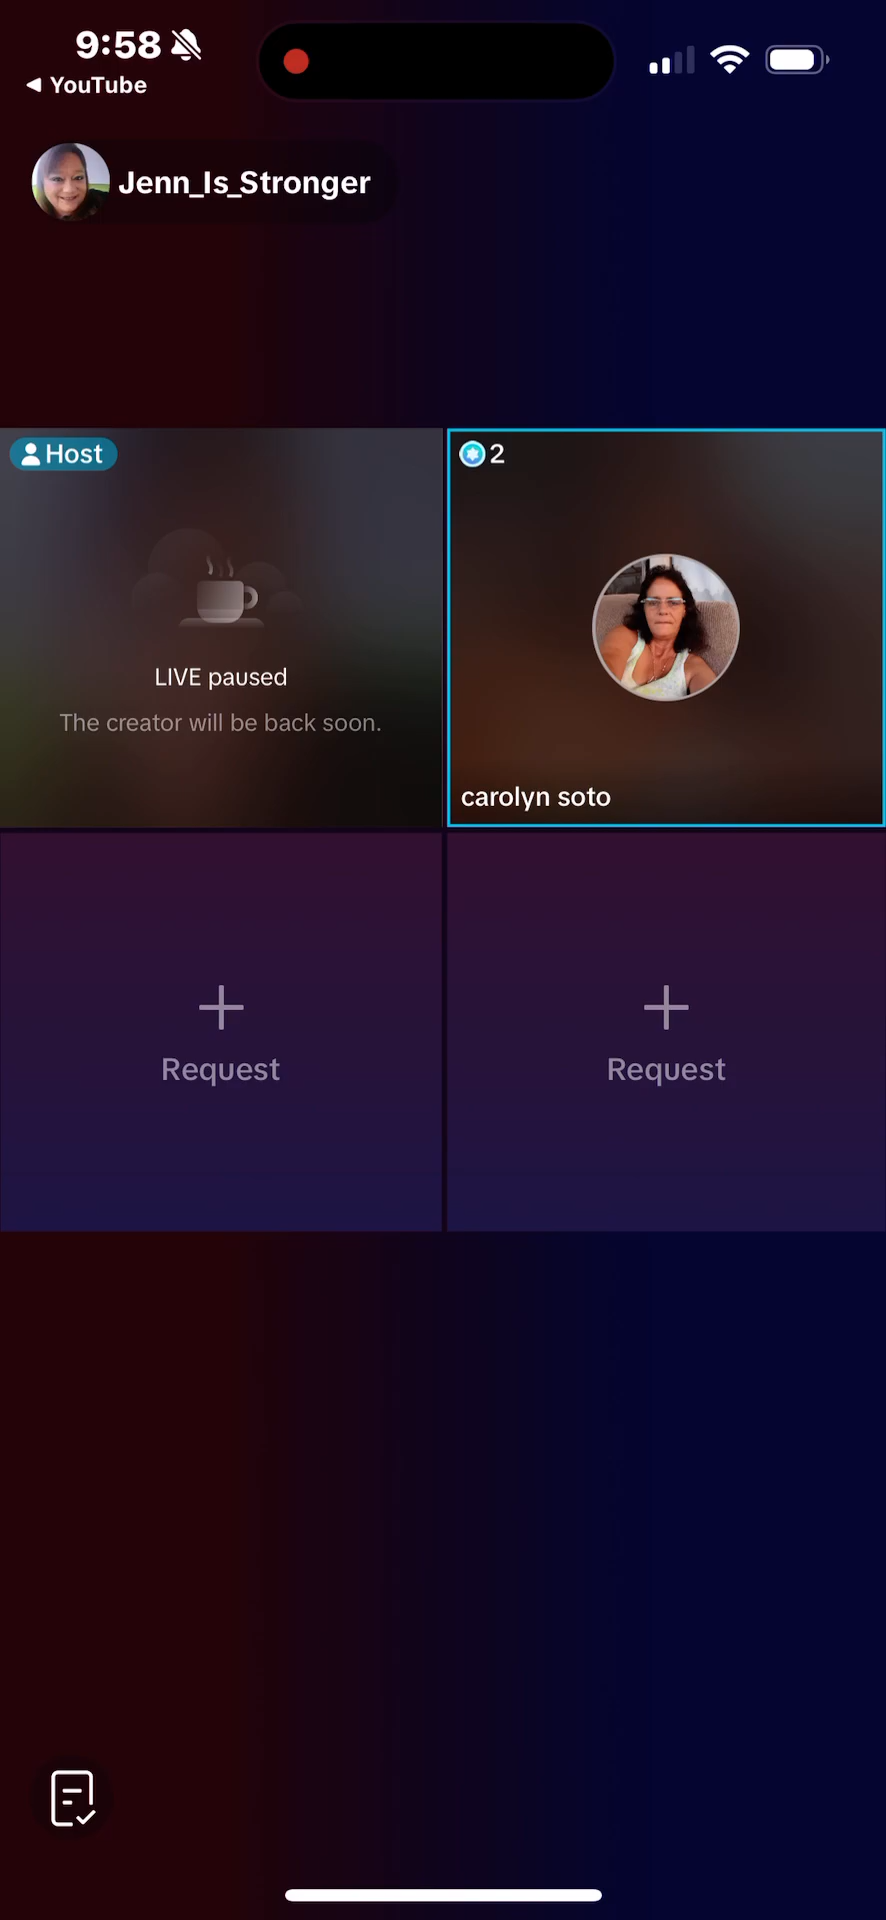 9:58
YouTube
Jenn_Is_Stronger
Host
2
LIVE paused
The creator will be back soon.
carolyn soto
Request
Request